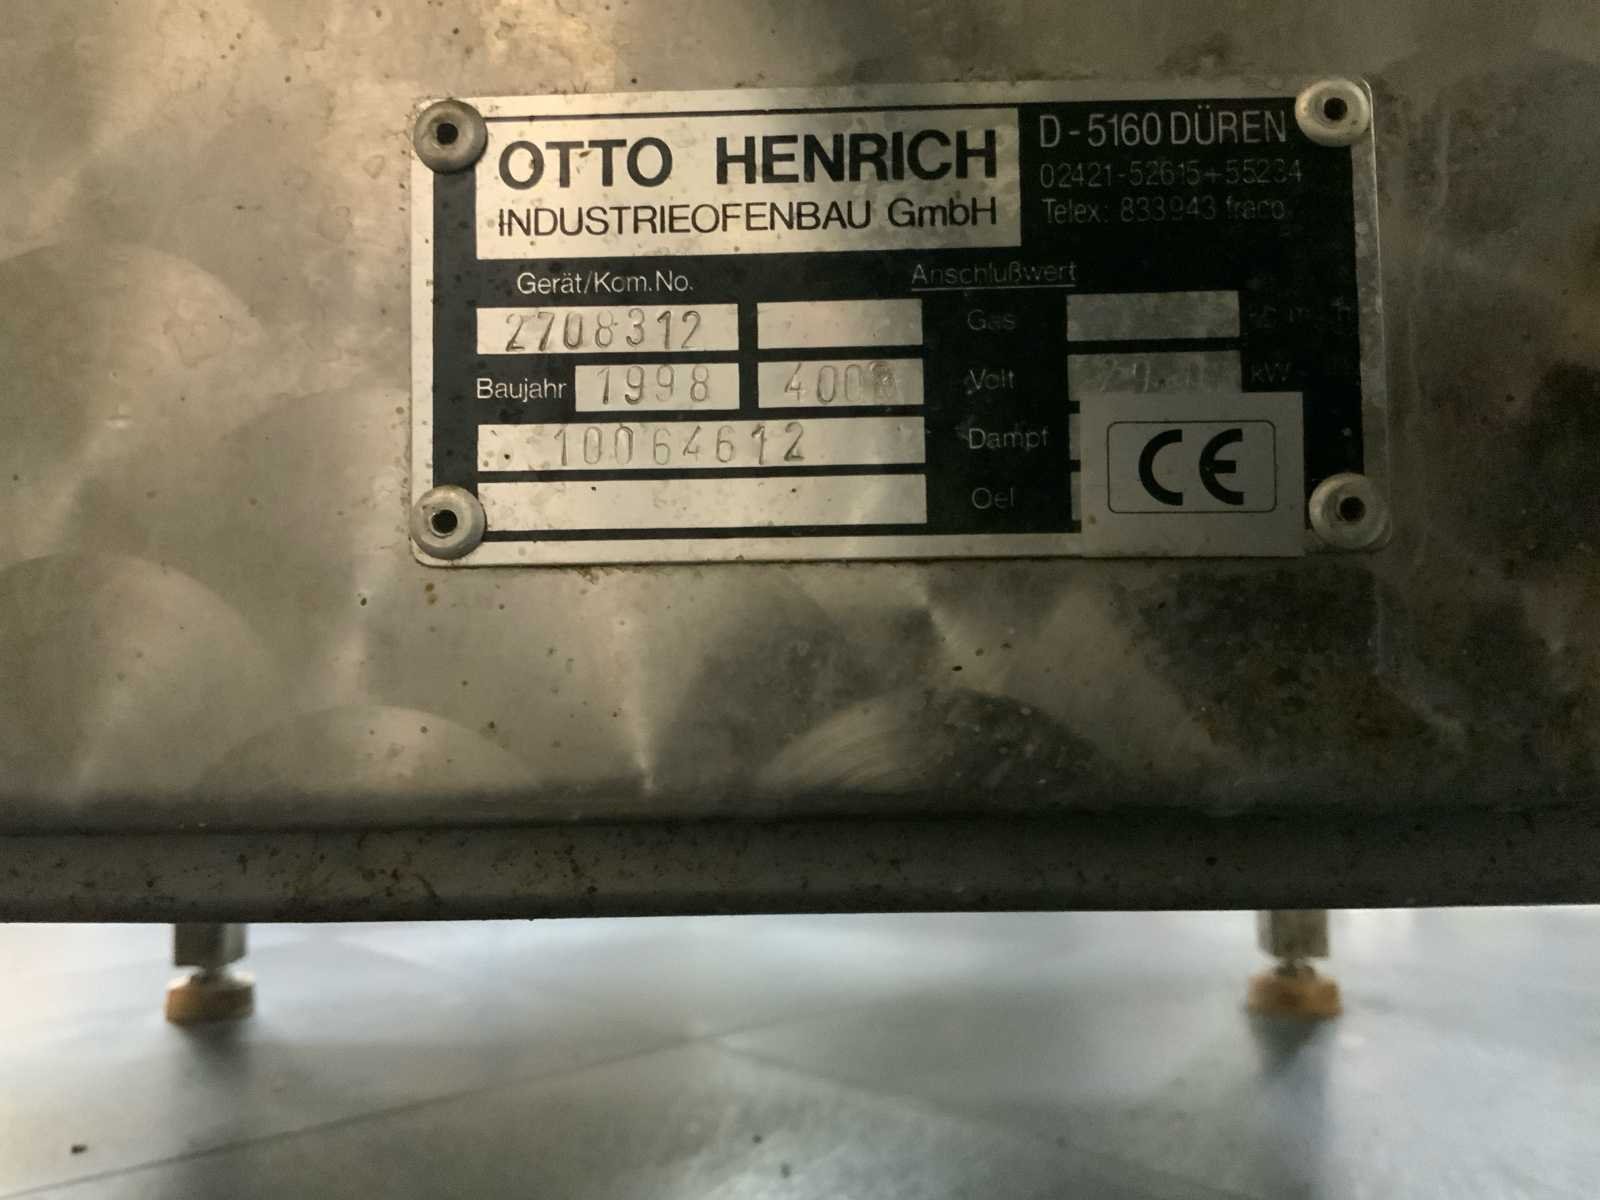 OTTO HENRICH
INDUSTRIEOFENBAU GmbH
D-5160 DÜREN
02421-52615+55234
Telex: 833943 fraco
Gerät/Kom.No.
Anschlußwert
2708312
Gas
Baujahr 1998
Volt
kW
10064612
Dampf
Oel
CE